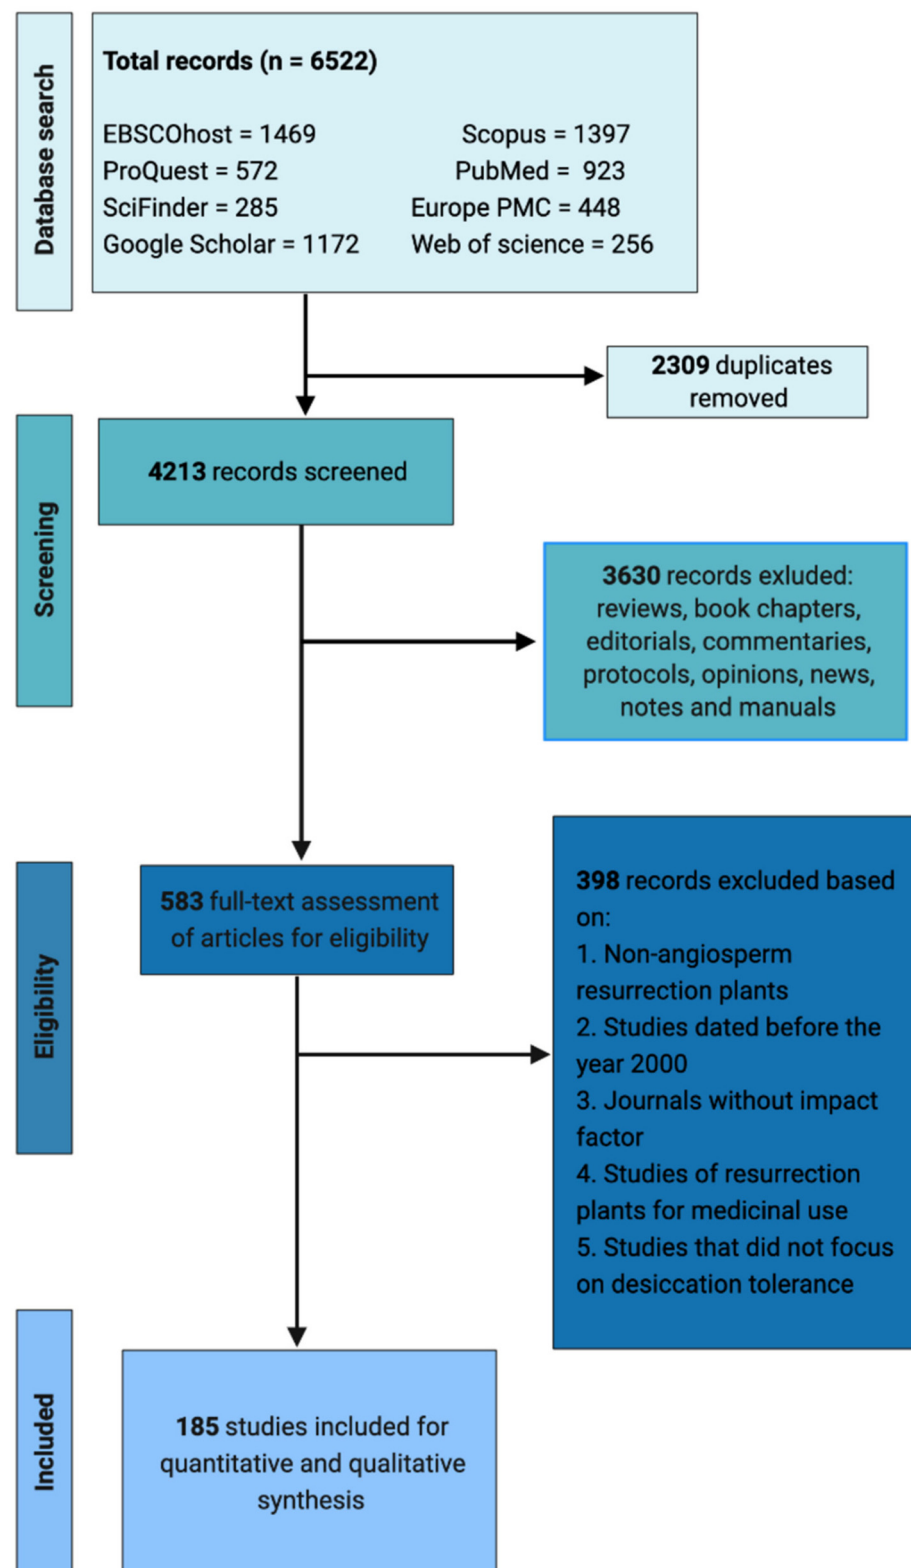 Database search
Total records (n = 6522)
EBSCOhost = 1469 Scopus = 1397
ProQuest = 572 PubMed = 923
SciFinder = 285 Europe PMC = 448
Google Scholar = 1172 Web of science = 256
2309 duplicates
removed
Screening
4213 records screened
3630 records exluded:
reviews, book chapters,
editorials, commentaries,
protocols, opinions, news,
notes and manuals
Eligibility
583 full-text assessment
of articles for eligibility
398 records excluded based
on:
1. Non-angiosperm
resurrection plants
2. Studies dated before the
year 2000
3. Journals without impact
factor
4. Studies of resurrection
plants for medicinal use
5. Studies that did not focus
on desiccation tolerance
Included
185 studies included for
quantitative and qualitative
synthesis